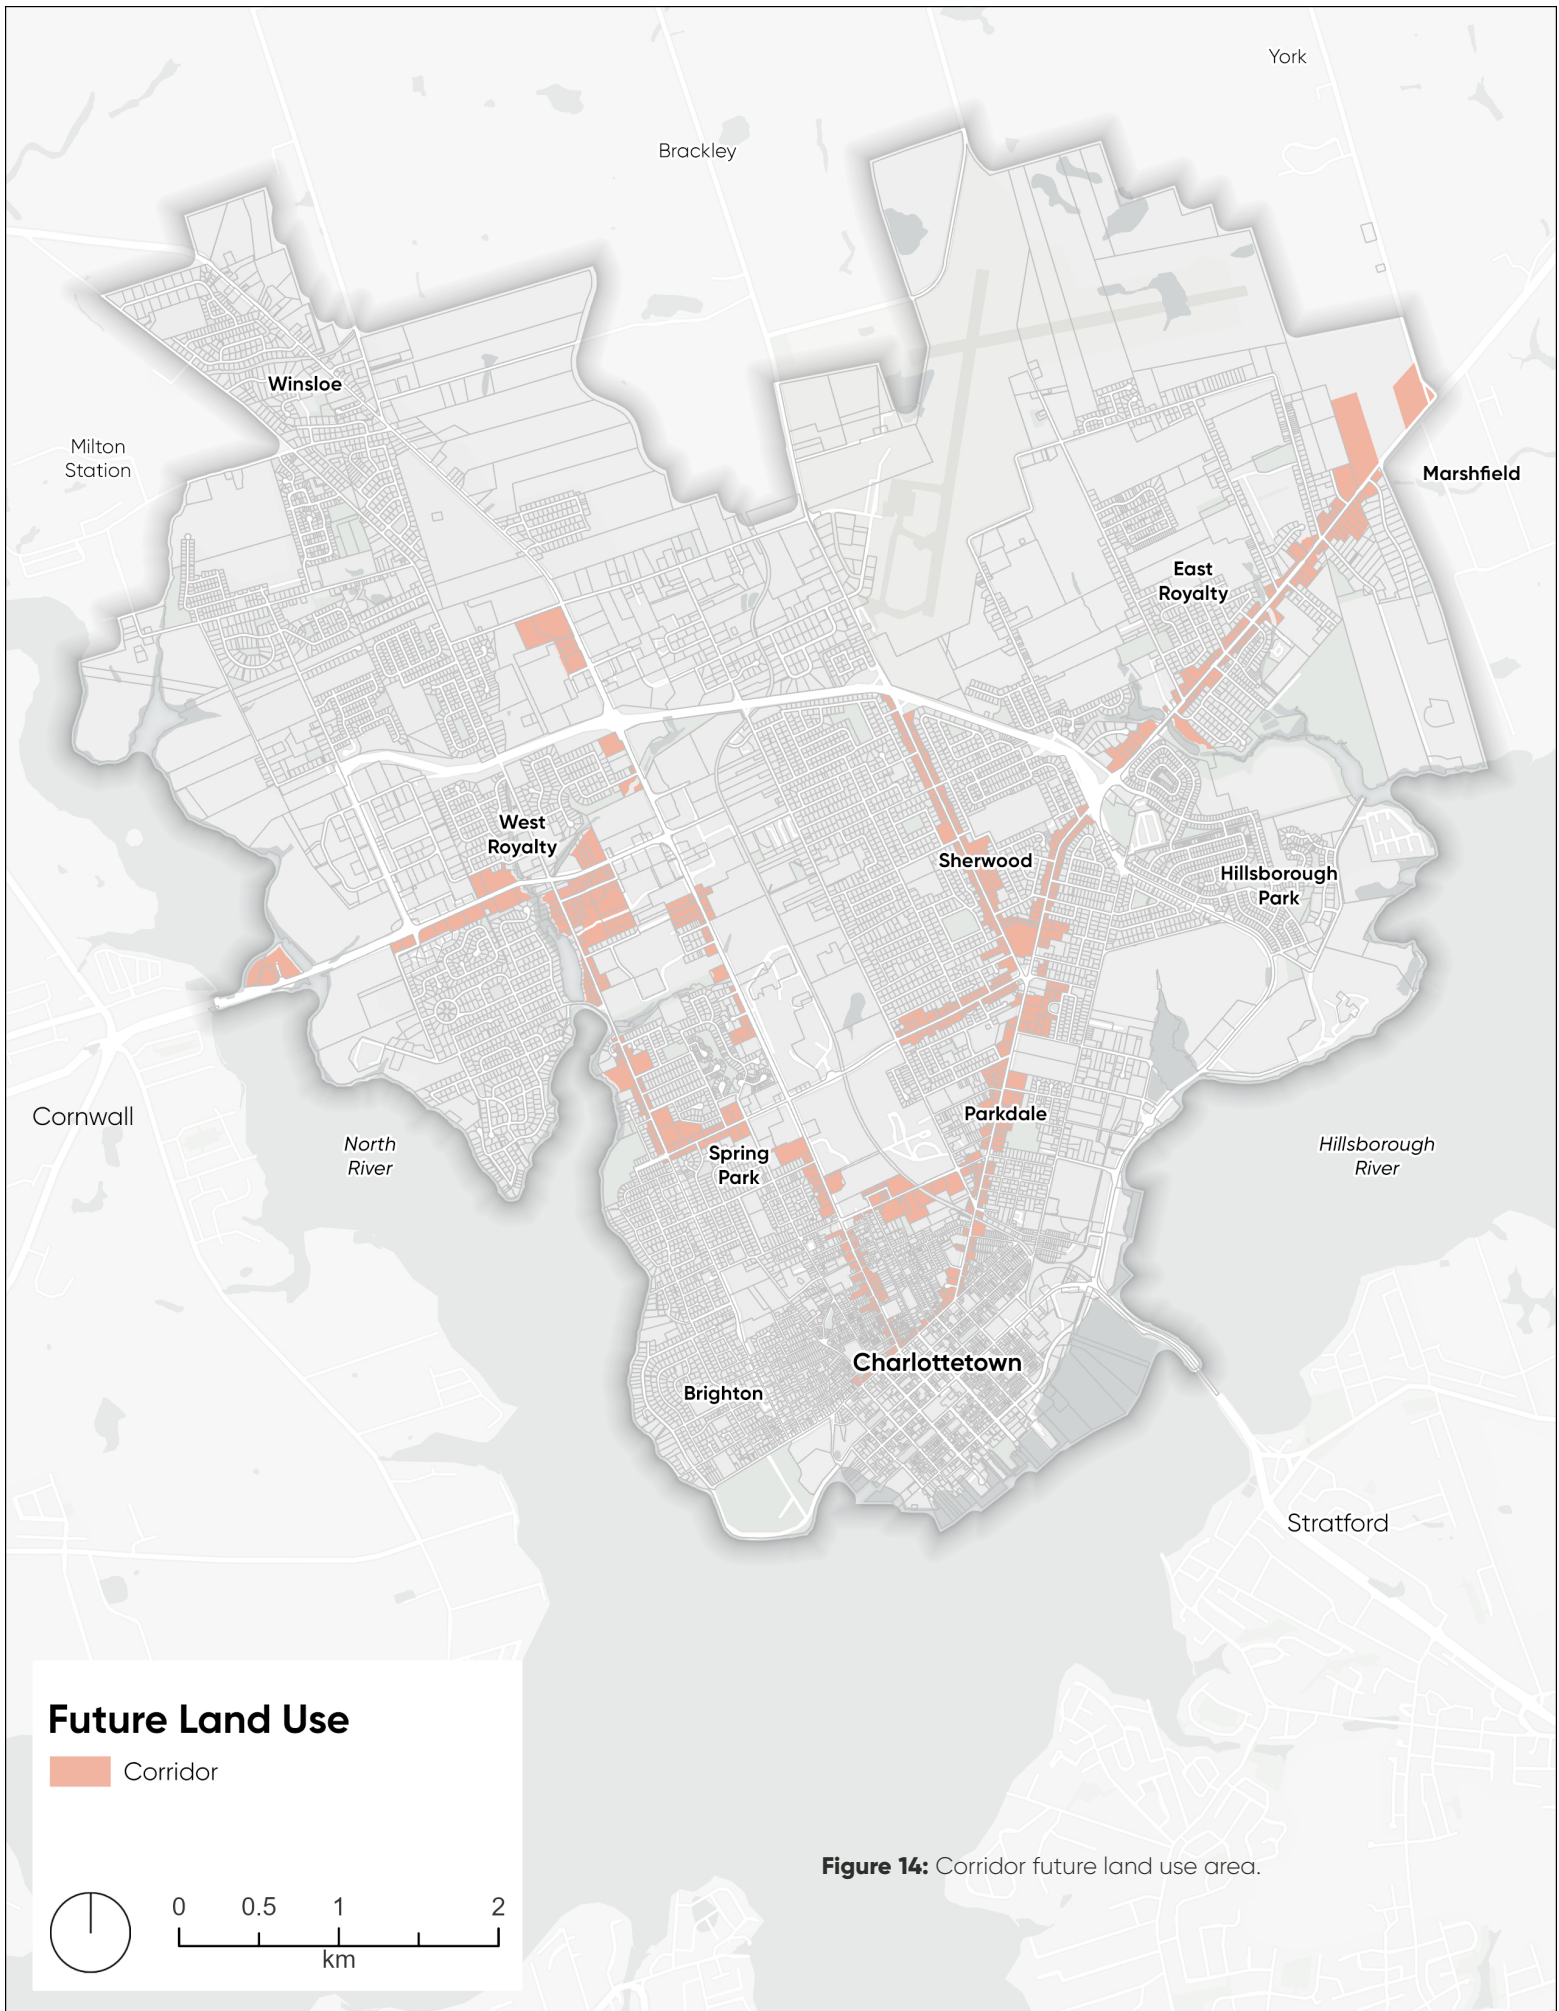 York
Brackley
Winsloe
Milton
Station
Marshfield
East
Royalty
West
Royalty
Sherwood
Hillsborough
Park
Cornwall
North
River
Parkdale
Spring
Park
Hillsborough
River
Charlottetown
Brighton
Stratford
Future Land Use
Corridor
Figure 14: Corridor future land use area.
0 0.5 1 2
km